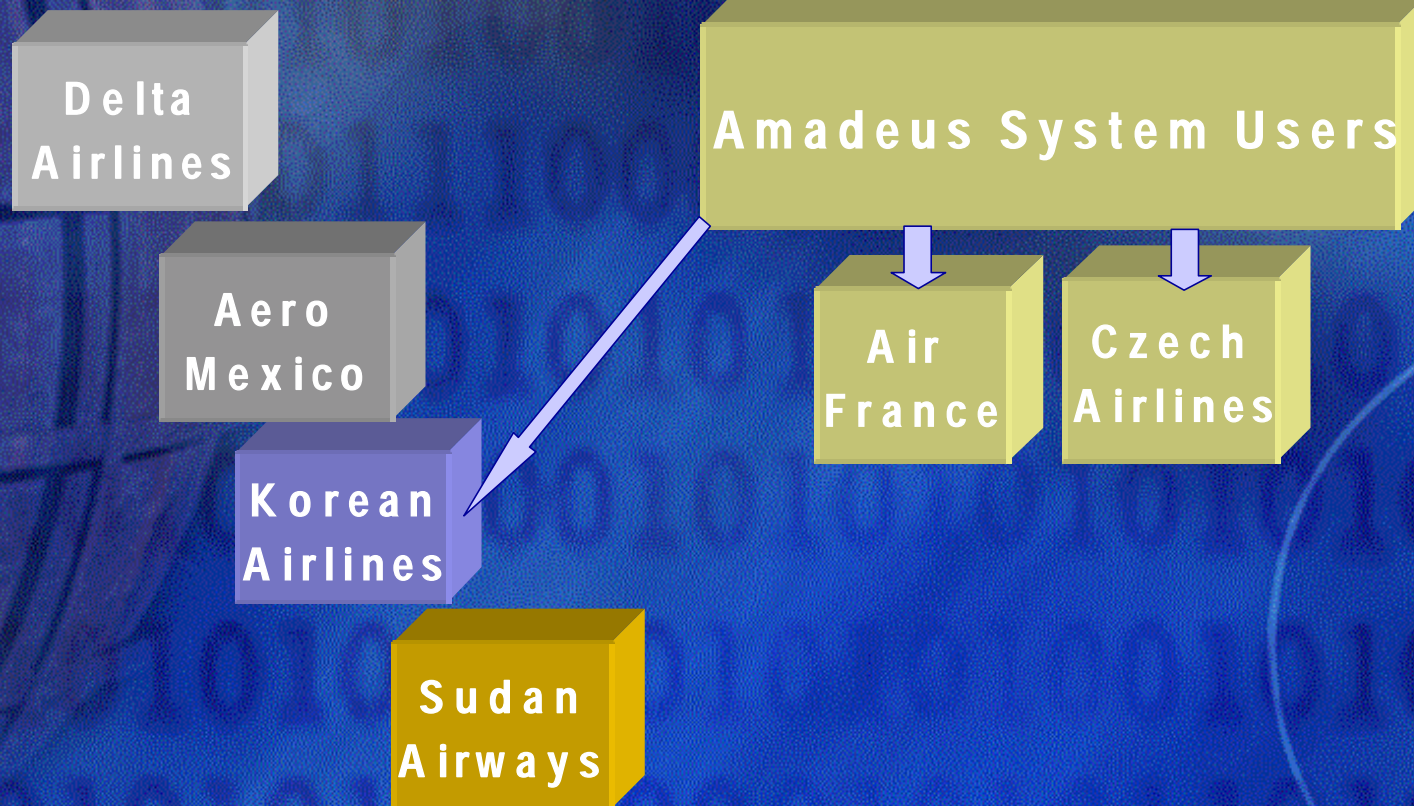 Delta
Airlines
Amadeus System Users
Aero
Mexico
Air
France
Czech
Airlines
Korean
Airlines
Sudan
Airways